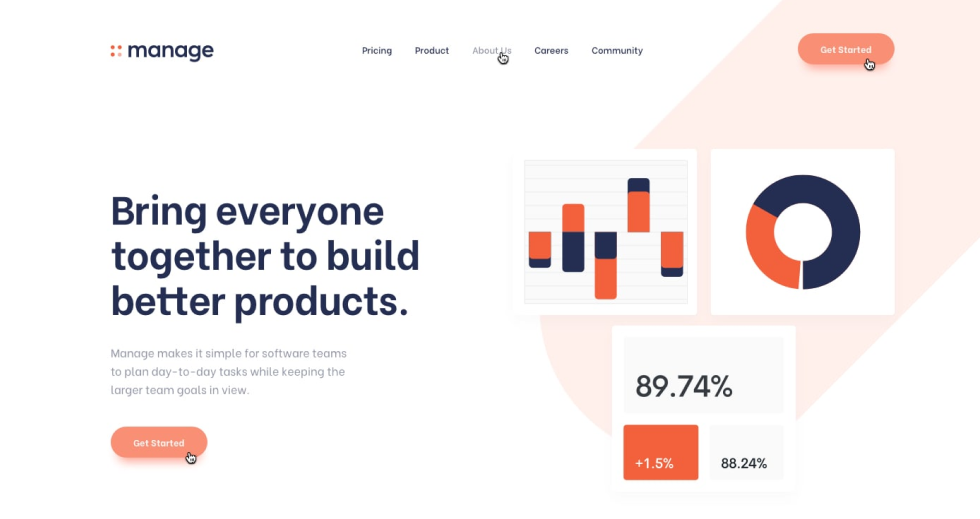 manage
Pricing Product About Us Careers Community
Get Started
Bring everyone
together to build
better products.
Manage makes it simple for software teams
to plan day-to-day tasks while keeping the
larger team goals in view.
Get Started
89.74%
+1.5% 88.24%